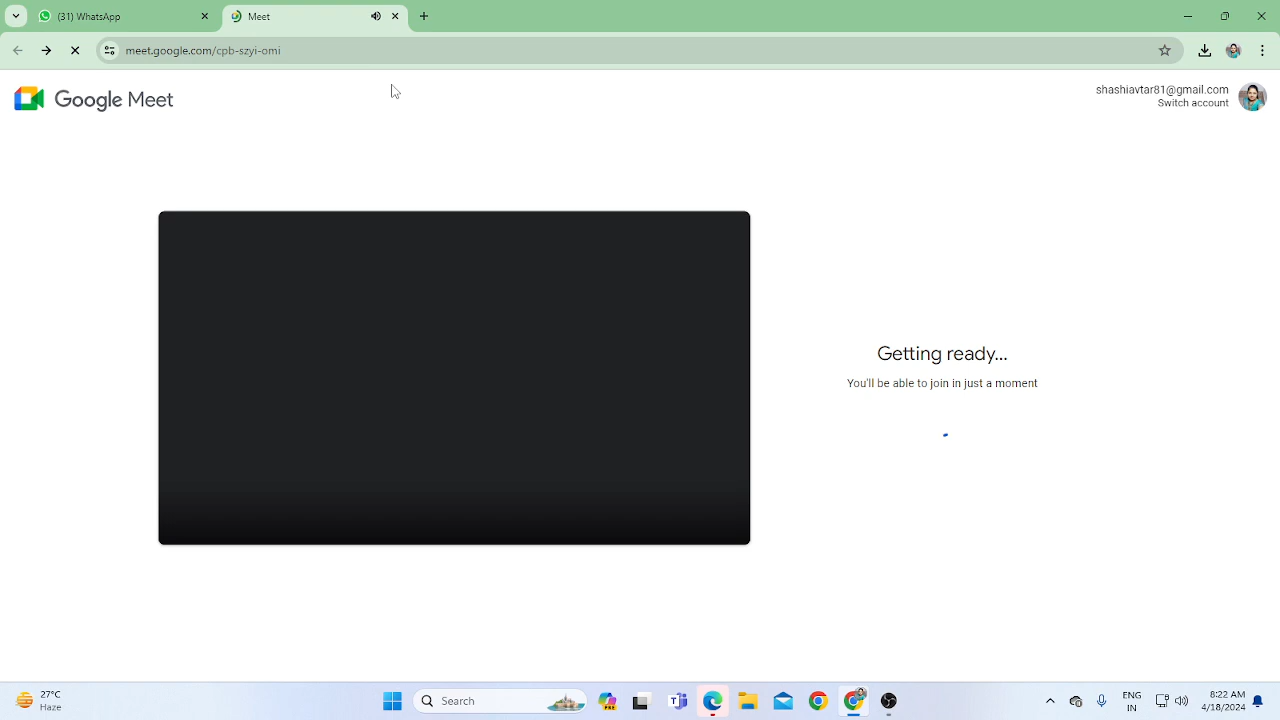 (31) WhatsApp
Meet
meet.google.com/cpb-szyi-omi
Google Meet
shashiavtar81@gmail.com
Switch account
Getting ready...
You'll be able to join in just a moment
27°C
Haze
Search
PRE
ENG
IN
8:22 AM
4/18/2024